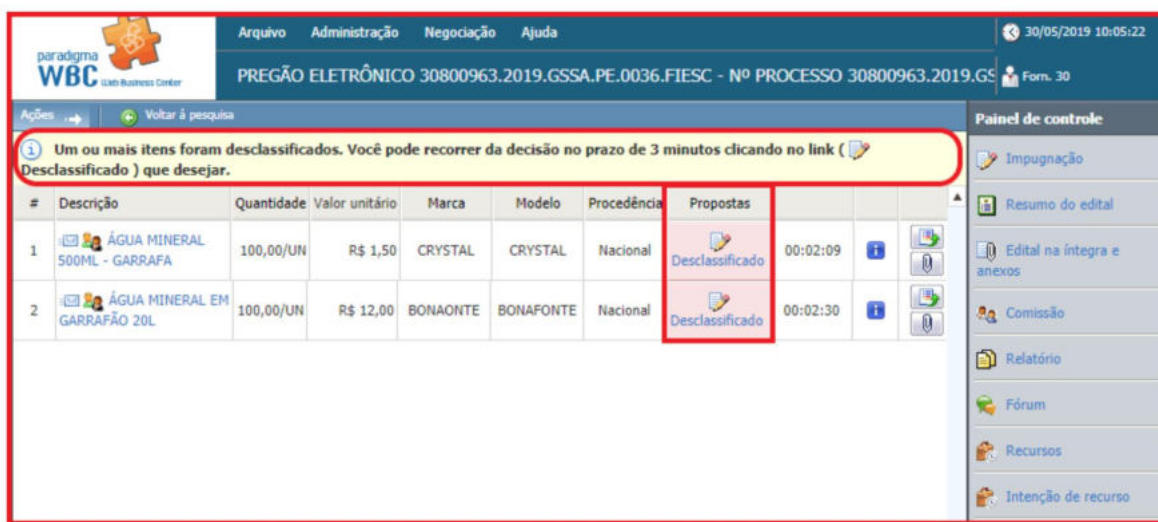 paradigma
WBC Web Business Center
Arquivo Administração Negociação Ajuda
30/05/2019 10:05:22
PREGÃO ELETRÔNICO 30800963.2019.GSSA.PE.0036.FIESC - Nº PROCESSO 30800963.2019.GS
Forn. 30
Ações Voltar à pesquisa
Painel de controle
Um ou mais itens foram desclassificados. Você pode recorrer da decisão no prazo de 3 minutos clicando no link (
Desclassificado ) que desejar.
# Descrição Quantidade Valor unitário Marca Modelo Procedência Propostas
1 ÁGUA MINERAL
500ML - GARRAFA 100,00/UN R$ 1,50 CRYSTAL CRYSTAL Nacional Desclassificado 00:02:09
2 ÁGUA MINERAL EM
GARRAFÃO 20L 100,00/UN R$ 12,00 BONAONTE BONAFONTE Nacional Desclassificado 00:02:30
Impugnação
Resumo do edital
Edital na íntegra e
anexos
Comissão
Relatório
Fórum
Recursos
Intenção de recurso